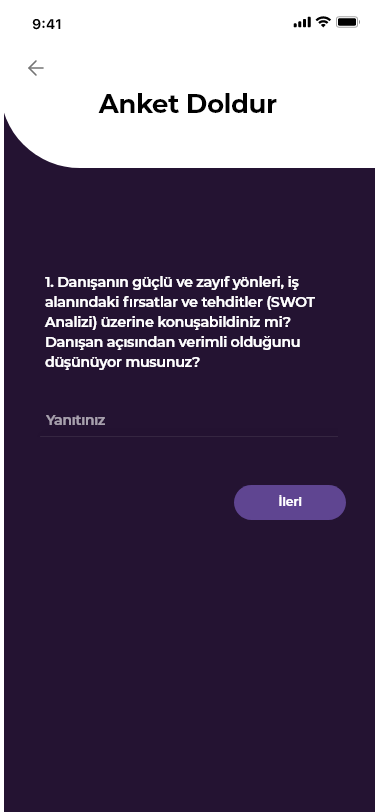 9:41
Anket Doldur
1. Danışanın güçlü ve zayıf yönleri, iş
alanındaki fırsatlar ve tehditler (SWOT
Analizi) üzerine konuşabildiniz mi?
Danışan açısından verimli olduğunu
düşünüyor musunuz?
Yanıtınız
İleri